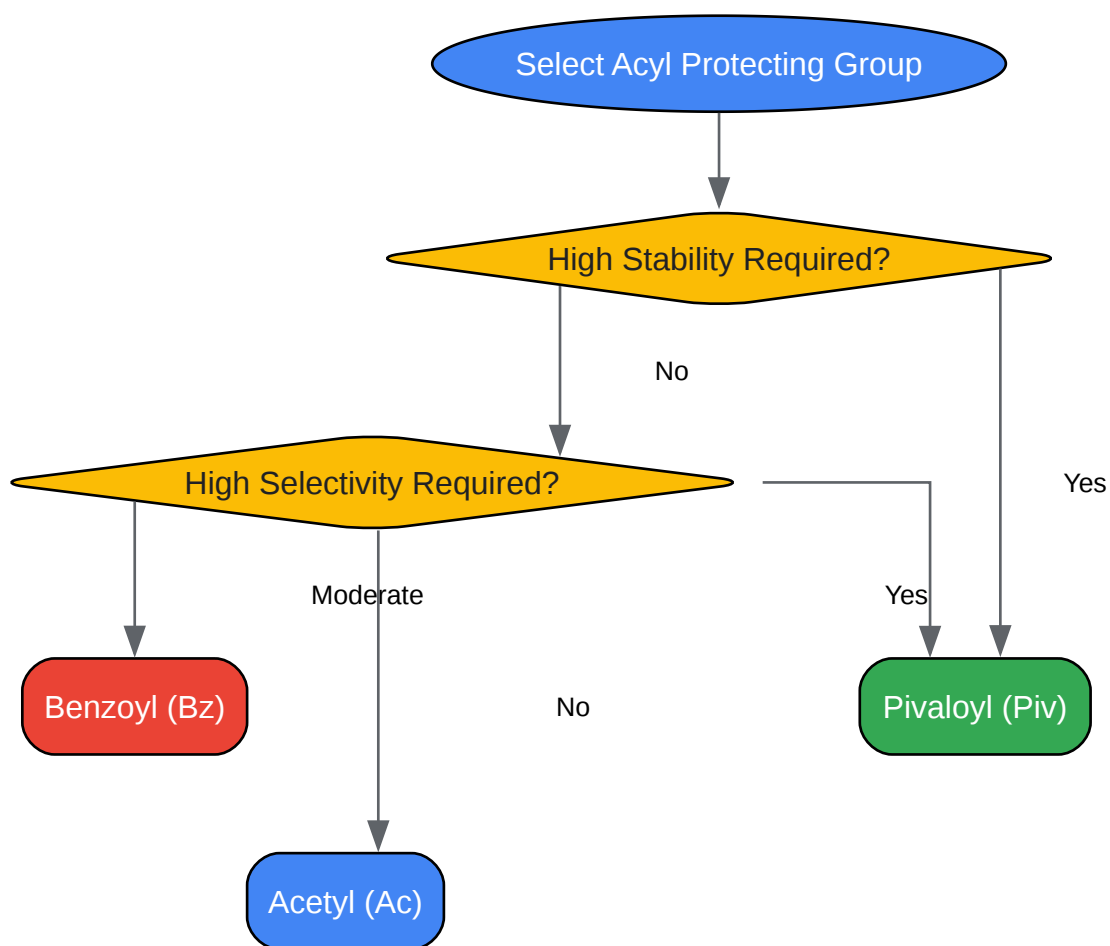 Select Acyl Protecting Group
High Stability Required?
No
High Selectivity Required?
Yes
Moderate
Yes
Benzoyl (Bz)
No
Pivaloyl (Piv)
Acetyl (Ac)